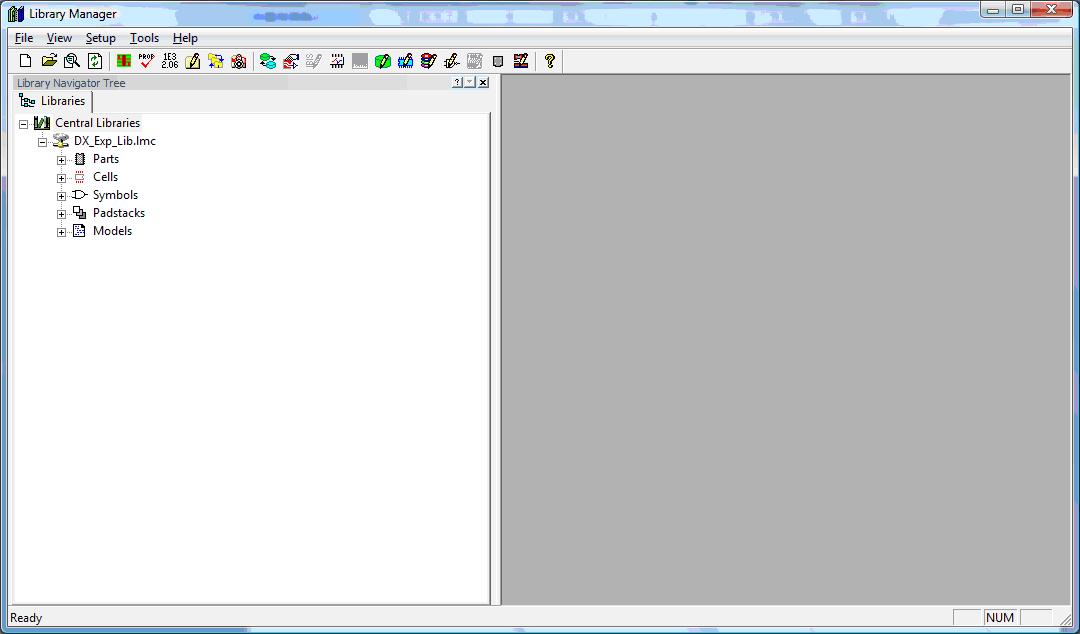 Library Manager
File View Setup Tools Help
PROP 1E3 2.06 ?
Library Navigator Tree
Libraries
Central Libraries
DX_Exp_Lib.lmc
Parts
Cells
Symbols
Padstacks
Models
Ready NUM